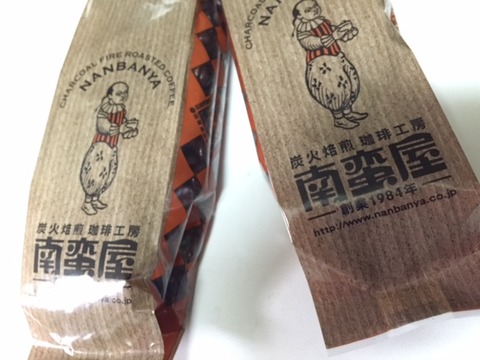 CHARCOAL FIRE ROASTED COFFEE
NANBANYA
炭火焙煎 珈琲工房
南蛮屋
炭火焙煎 珈琲工房
南蛮屋
創業1984年
http://www.nanbanya.co.jp